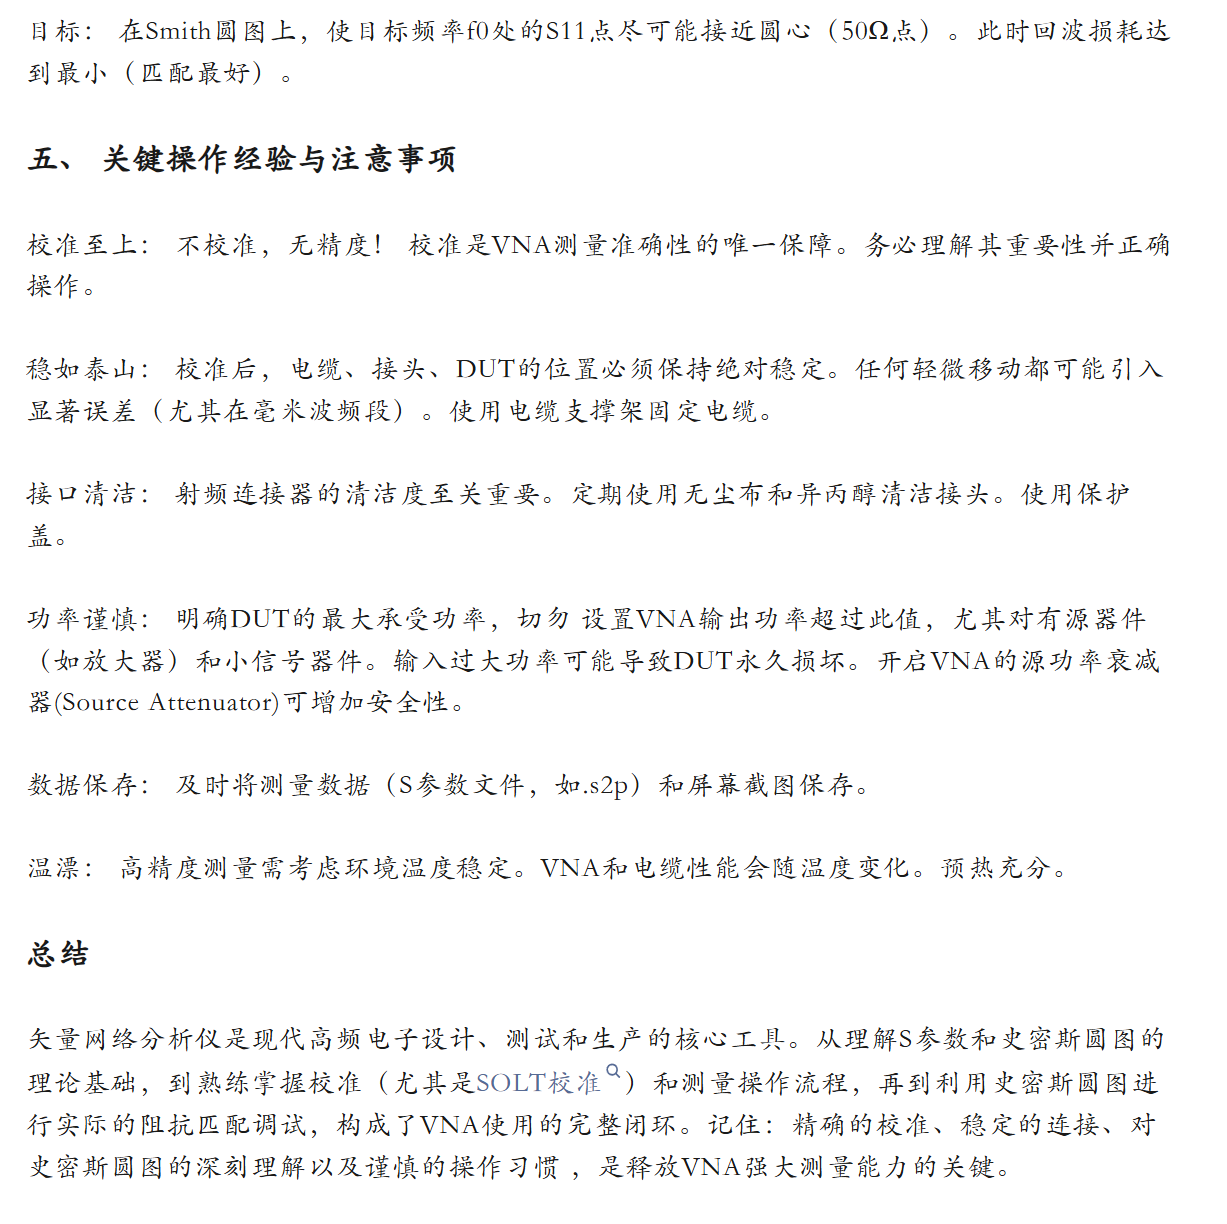 目标： 在Smith圆图上，使目标频率f0处的S11点尽可能接近圆心（50Ω点）。此时回波损耗达
到最小（匹配最好）。
五、 关键操作经验与注意事项
校准至上： 不校准，无精度！ 校准是VNA测量准确性的唯一保障。务必理解其重要性并正确
操作。
稳如泰山： 校准后，电缆、接头、DUT的位置必须保持绝对稳定。任何轻微移动都可能引入
显著误差（尤其在毫米波频段）。使用电缆支撑架固定电缆。
接口清洁： 射频连接器的清洁度至关重要。定期使用无尘布和异丙醇清洁接头。使用保护
盖。
功率谨慎： 明确DUT的最大承受功率，切勿 设置VNA输出功率超过此值，尤其对有源器件
（如放大器）和小信号器件。输入过大功率可能导致DUT永久损坏。开启VNA的源功率衰减
器(Source Attenuator)可增加安全性。
数据保存： 及时将测量数据（S参数文件，如.s2p）和屏幕截图保存。
温漂： 高精度测量需考虑环境温度稳定。VNA和电缆性能会随温度变化。预热充分。
总结
矢量网络分析仪是现代高频电子设计、测试和生产的核心工具。从理解S参数和史密斯圆图的
理论基础，到熟练掌握校准（尤其是SOLT校准）和测量操作流程，再到利用史密斯圆图进
行实际的阻抗匹配调试，构成了VNA使用的完整闭环。记住：精确的校准、稳定的连接、对
史密斯圆图的深刻理解以及谨慎的操作习惯 ，是释放VNA强大测量能力的关键。